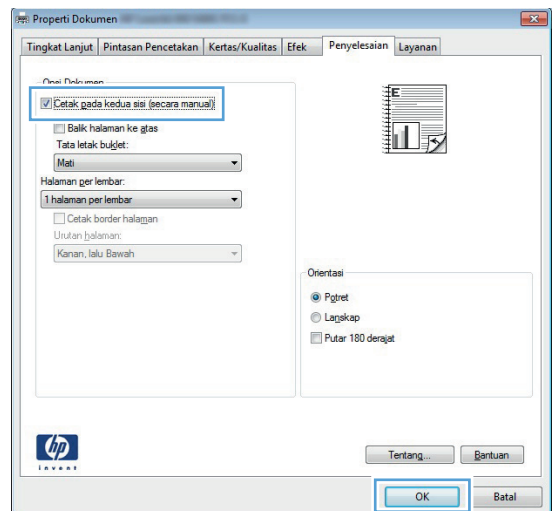 Properti Dokumen
Tingkat Lanjut Pintasan Pencetakan Kertas/Kualitas Efek Penyelesaian Layanan
Opsi Dokumen
Cetak pada kedua sisi (secara manual)
Balik halaman ke atas
Tata letak buklet:
Mati
Halaman per lembar:
1 halaman per lembar
Cetak border halaman
Urutan halaman:
Kanan, lalu Bawah
E
Orientasi
Potret
Lanskap
Putar 180 derajat
hp
invent
Tentang... Bantuan
OK Batal